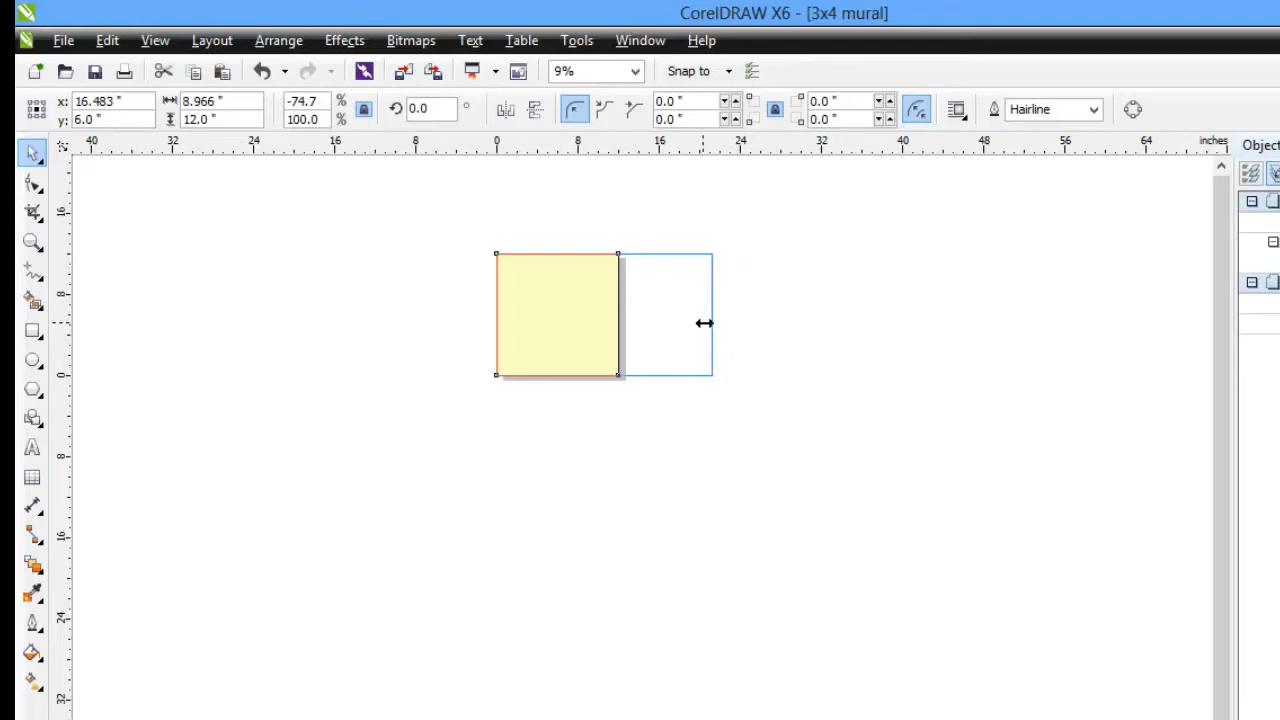 CorelDRAW X6 - [3x4 mural]
File Edit View Layout Arrange Effects Bitmaps Text Table Tools Window Help
9% Snap to
x: 16.483 " 8.966 " -74.7 % 0.0 ° 0.0 " 0.0 " Hairline
y: 6.0 " 12.0 " 100.0 % 0.0 " 0.0 "
40 32 24 16 8 0 8 16 24 32 40 48 56 64 inches
Object
16
8
0
8
16
24
32